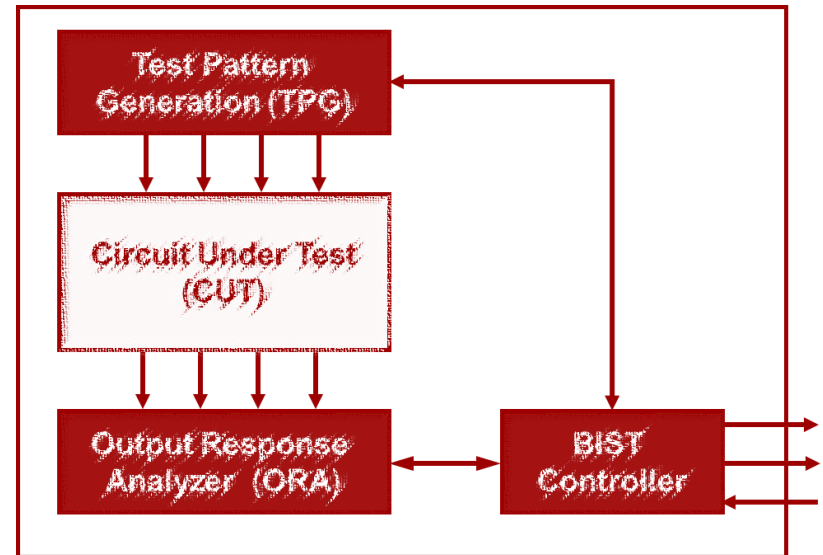 Test Pattern
Generation (TPG)
Circuit Under Test
(CUT)
Output Response
Analyzer (ORA)
BIST
Controller